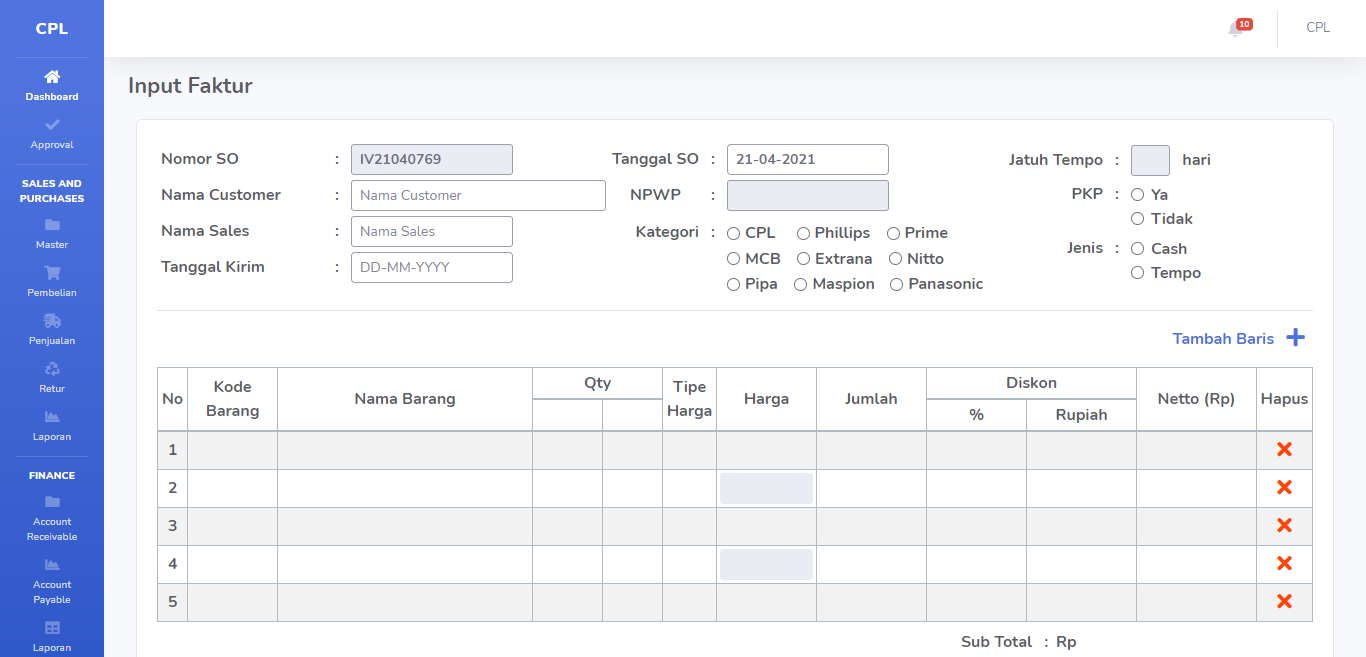 CPL
Dashboard
Approval
SALES AND
PURCHASES
Master
Pembelian
Penjualan
Retur
Laporan
FINANCE
Account
Receivable
Account
Payable
Laporan
10
CPL
Input Faktur
Nomor SO : IV21040769 Tanggal SO : 21-04-2021 Jatuh Tempo : hari
Nama Customer : Nama Customer NPWP : PKP : Ya
Tidak
Nama Sales : Nama Sales Kategori : CPL Phillips Prime
Jenis : Cash
MCB Extrana Nitto
Tanggal Kirim : DD-MM-YYYY
Tempo
Pipa Maspion Panasonic
Tambah Baris
No Kode Barang Nama Barang Qty Tipe Harga Harga Jumlah Diskon Netto (Rp) Hapus
% Rupiah
1
2
3
4
5
Sub Total : Rp